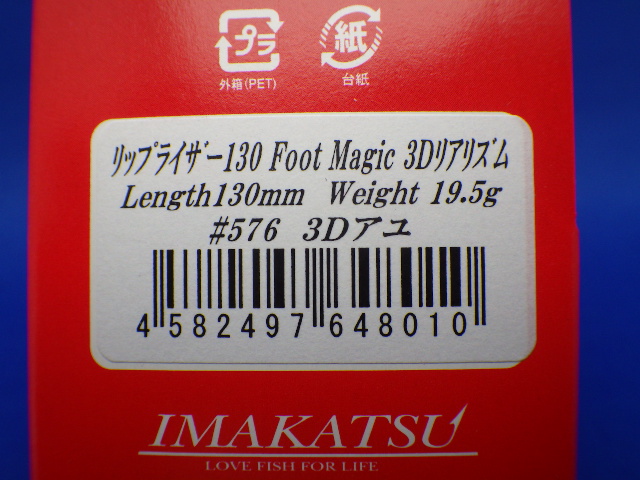 プラ
紙
外箱(PET)
台紙
リップライザー130 Foot Magic 3Dリアリズム
Length130mm Weight 19.5g
#576 3Dアユ
4 582497 648010
IMAKATSU
LOVE FISH FOR LIFE